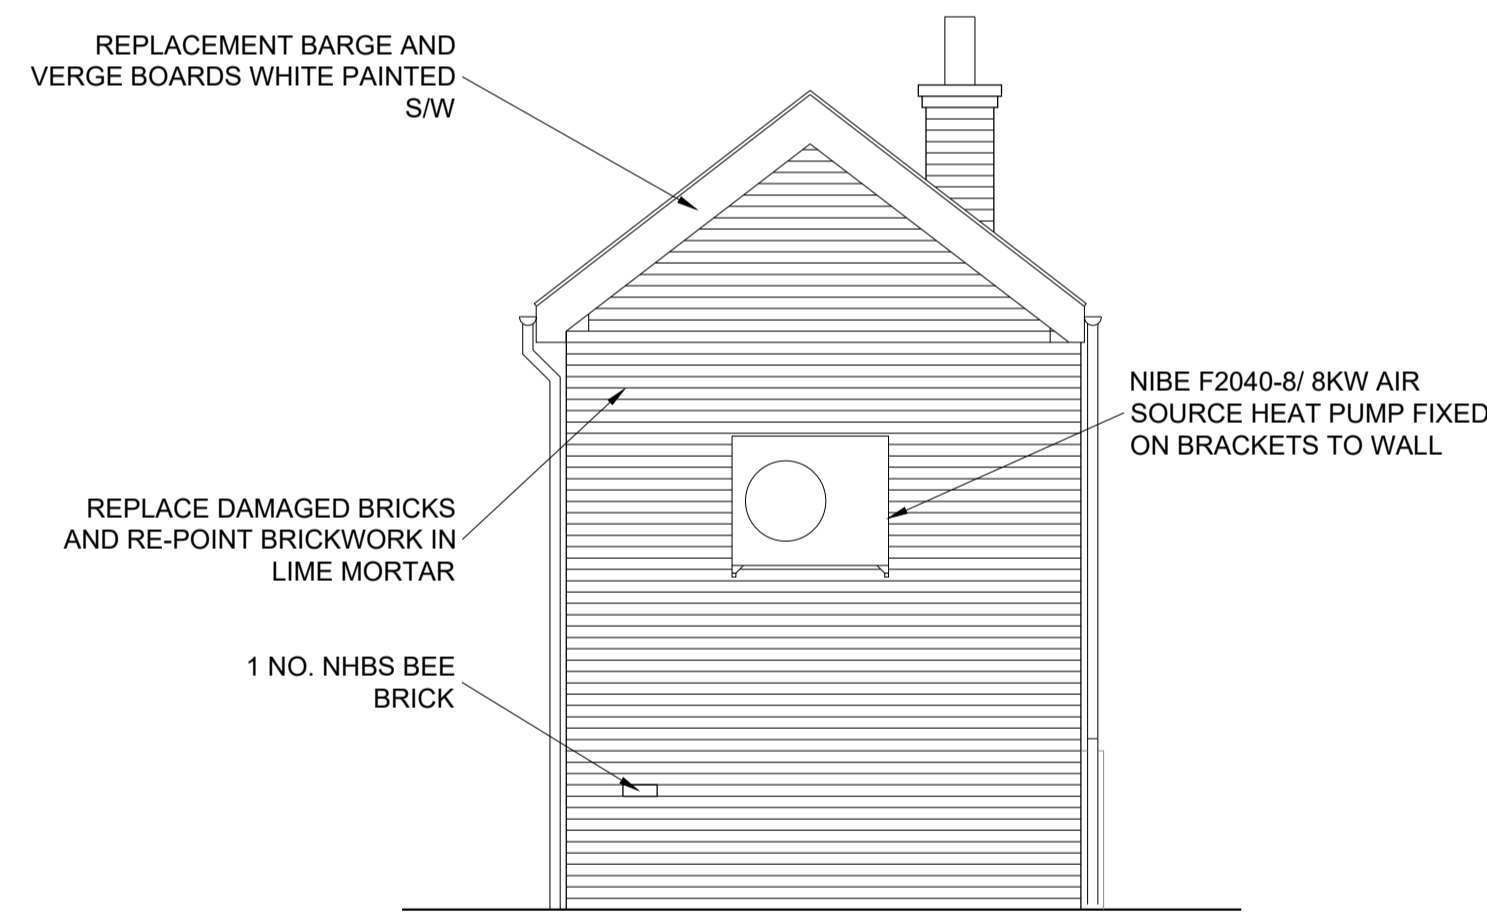 REPLACEMENT BARGE AND
VERGE BOARDS WHITE PAINTED
S/W
NIBE F2040-8/ 8KW AIR
SOURCE HEAT PUMP FIXED
ON BRACKETS TO WALL
REPLACE DAMAGED BRICKS
AND RE-POINT BRICKWORK IN
LIME MORTAR
1 NO. NHBS BEE
BRICK